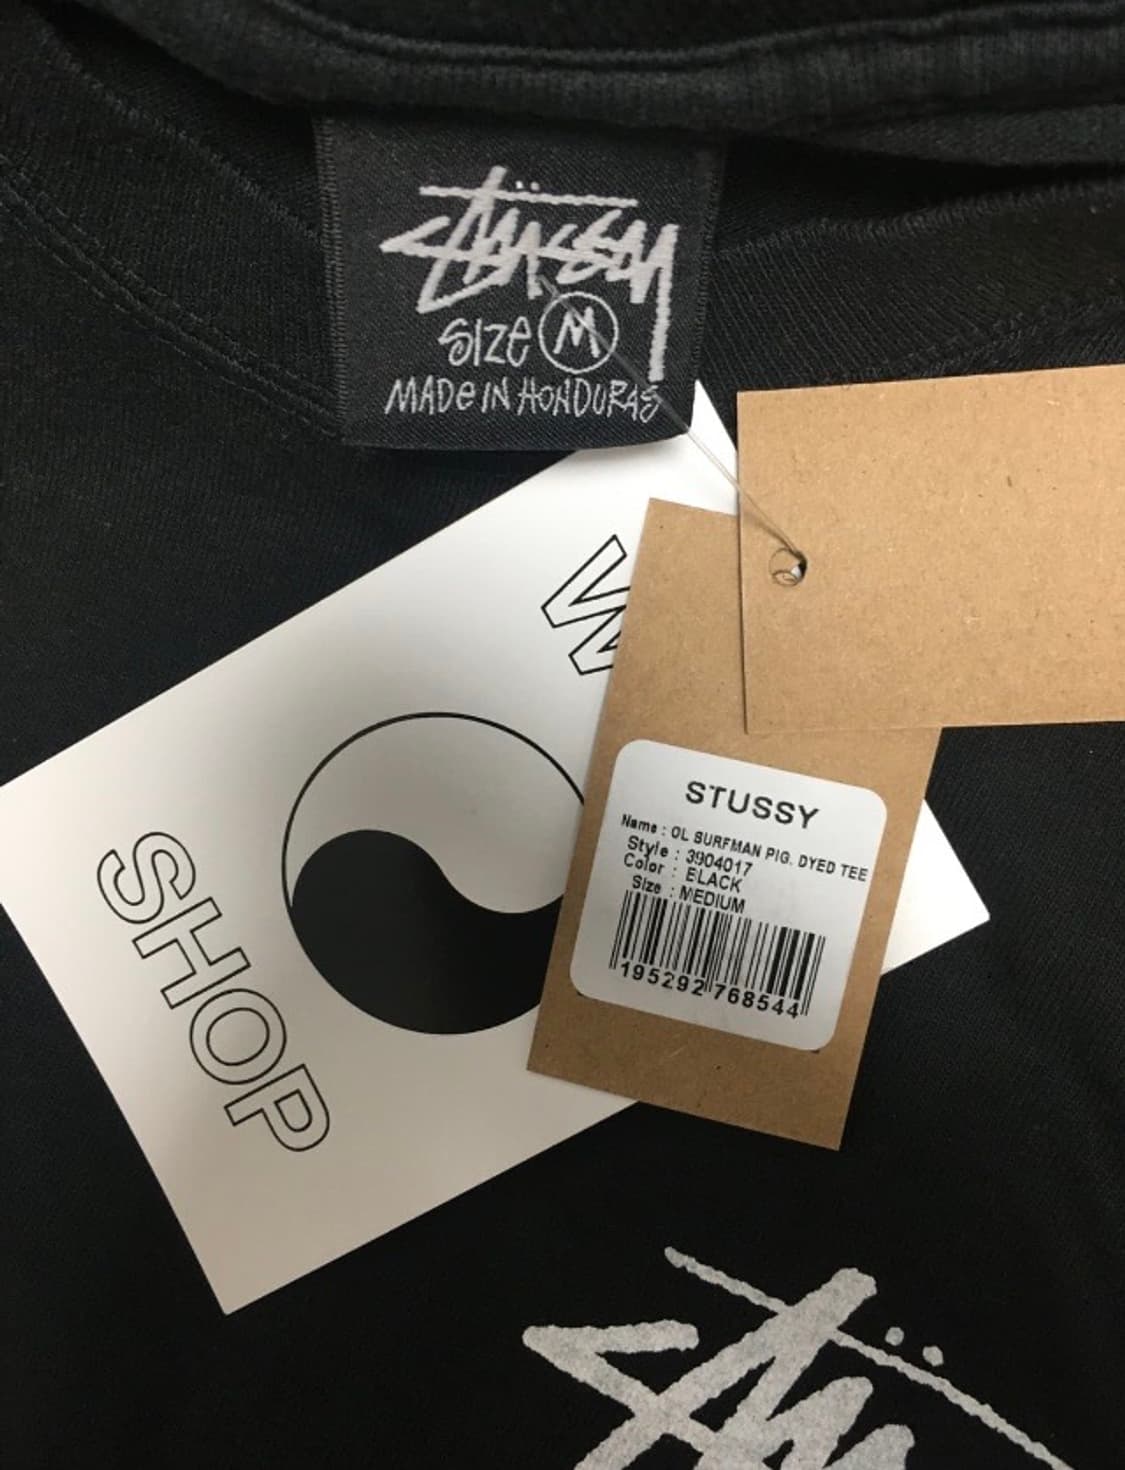 Stüssy
Size M
MADe IN HONDURAS
W
SHOP
STUSSY
Name : OL SURFMAN PIG. DYED TEE
Style : 3904017
Color : BLACK
Size : MEDIUM
195292 768544
Stü